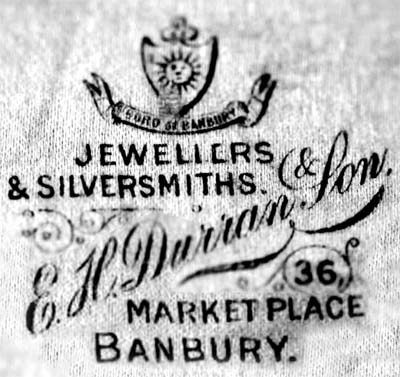 BORO OF BANBURY
JEWELLERS
& SILVERSMITHS.
E. H. Durran & Son.
36,
MARKET PLACE
BANBURY.